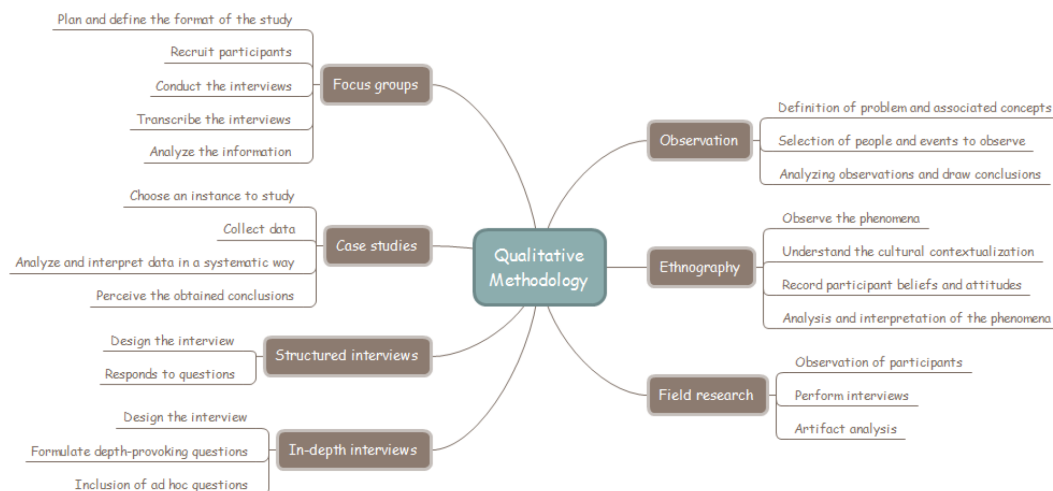 Plan and define the format of the study
Recruit participants
Conduct the interviews
Transcribe the interviews
Analyze the information
Focus groups
Choose an instance to study
Collect data
Analyze and interpret data in a systematic way
Perceive the obtained conclusions
Case studies
Design the interview
Responds to questions
Structured interviews
Design the interview
Formulate depth-provoking questions
Inclusion of ad hoc questions
In-depth interviews
Qualitative
Methodology
Observation
Definition of problem and associated concepts
Selection of people and events to observe
Analyzing observations and draw conclusions
Ethnography
Observe the phenomena
Understand the cultural contextualization
Record participant beliefs and attitudes
Analysis and interpretation of the phenomena
Field research
Observation of participants
Perform interviews
Artifact analysis